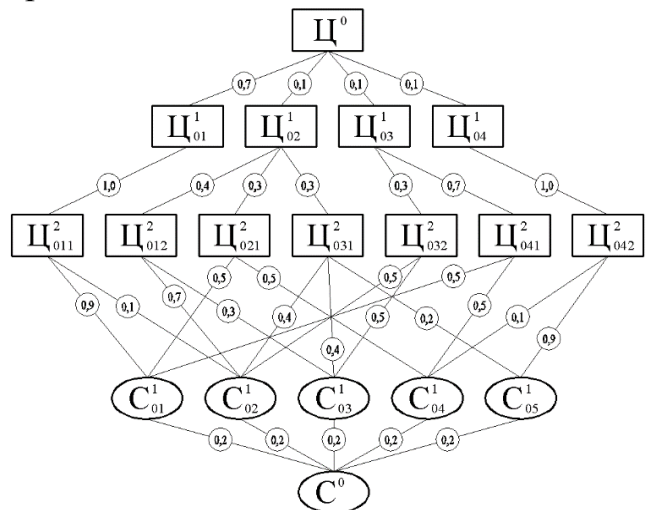 Ц⁰
0,7 0,1 0,1 0,1
Ц¹₀₁ Ц¹₀₂ Ц¹₀₃ Ц¹₀₄
1,0 0,4 0,3 0,3 0,3 0,7 1,0
Ц²₀₁₁ Ц²₀₁₂ Ц²₀₂₁ Ц²₀₃₁ Ц²₀₃₂ Ц²₀₄₁ Ц²₀₄₂
0,5 0,5 0,5 0,5
0,9 0,1 0,7 0,3 0,4 0,5 0,2 0,5 0,1
0,4 0,9
С¹₀₁ С¹₀₂ С¹₀₃ С¹₀₄ С¹₀₅
0,2 0,2 0,2 0,2 0,2
С⁰